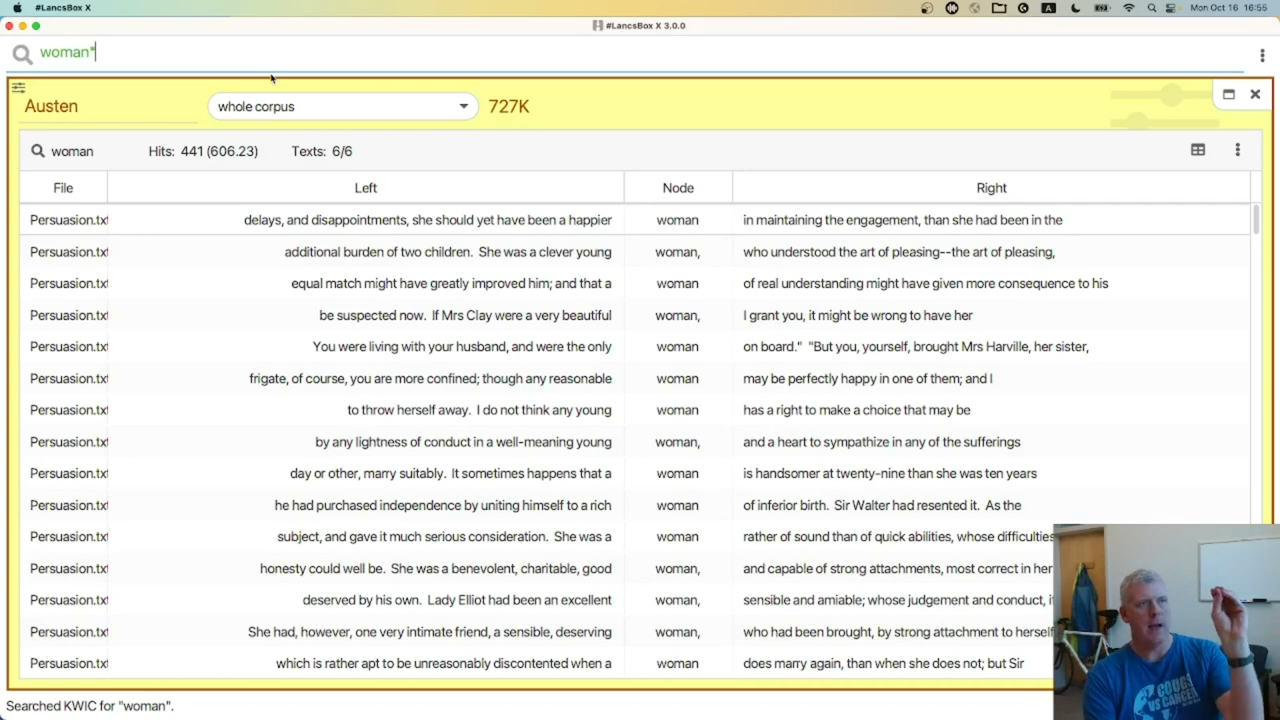 #LancsBox X
Mon Oct 16 16:55
#LancsBox X 3.0.0
woman*
Austen
whole corpus
727K
woman
Hits: 441 (606.23)
Texts: 6/6
File Left Node Right
Persuasion.txt delays, and disappointments, she should yet have been a happier woman in maintaining the engagement, than she had been in the
Persuasion.txt additional burden of two children. She was a clever young woman, who understood the art of pleasing--the art of pleasing,
Persuasion.txt equal match might have greatly improved him; and that a woman of real understanding might have given more consequence to his
Persuasion.txt be suspected now. If Mrs Clay were a very beautiful woman, I grant you, it might be wrong to have her
Persuasion.txt You were living with your husband, and were the only woman on board." "But you, yourself, brought Mrs Harville, her sister,
Persuasion.txt frigate, of course, you are more confined; though any reasonable woman may be perfectly happy in one of them; and I
Persuasion.txt to throw herself away. I do not think any young woman has a right to make a choice that may be
Persuasion.txt by any lightness of conduct in a well-meaning young woman, and a heart to sympathize in any of the sufferings
Persuasion.txt day or other, marry suitably. It sometimes happens that a woman is handsomer at twenty-nine than she was ten years
Persuasion.txt he had purchased independence by uniting himself to a rich woman of inferior birth. Sir Walter had resented it. As the
Persuasion.txt subject, and gave it much serious consideration. She was a woman rather of sound than of quick abilities, whose difficulties
Persuasion.txt honesty could well be. She was a benevolent, charitable, good woman, and capable of strong attachments, most correct in her
Persuasion.txt deserved by his own. Lady Elliot had been an excellent woman, sensible and amiable; whose judgement and conduct,
Persuasion.txt She had, however, one very intimate friend, a sensible, deserving woman, who had been brought, by strong attachment to herself
Persuasion.txt which is rather apt to be unreasonably discontented when a woman does marry again, than when she does not; but Sir
Searched KWIC for "woman".
COUGS
VS CANCER